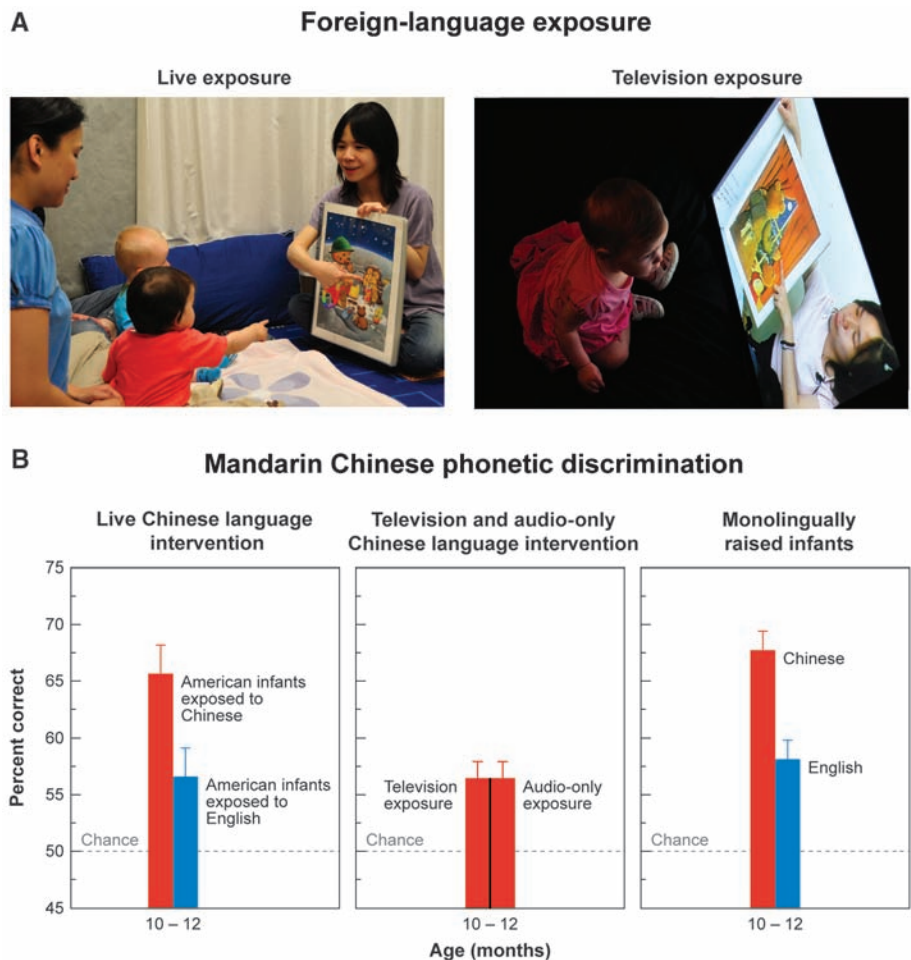 A
Foreign-language exposure
Live exposure
Television exposure
B
Mandarin Chinese phonetic discrimination
Live Chinese language
intervention
Television and audio-only
Chinese language intervention
Monolingually
raised infants
Percent correct
75
70
65
60
55
50
45
American infants
exposed to
Chinese
American infants
exposed to
English
Chance
10 – 12
Television
exposure
Audio-only
exposure
Chance
10 – 12
Chinese
English
Chance
10 – 12
Age (months)